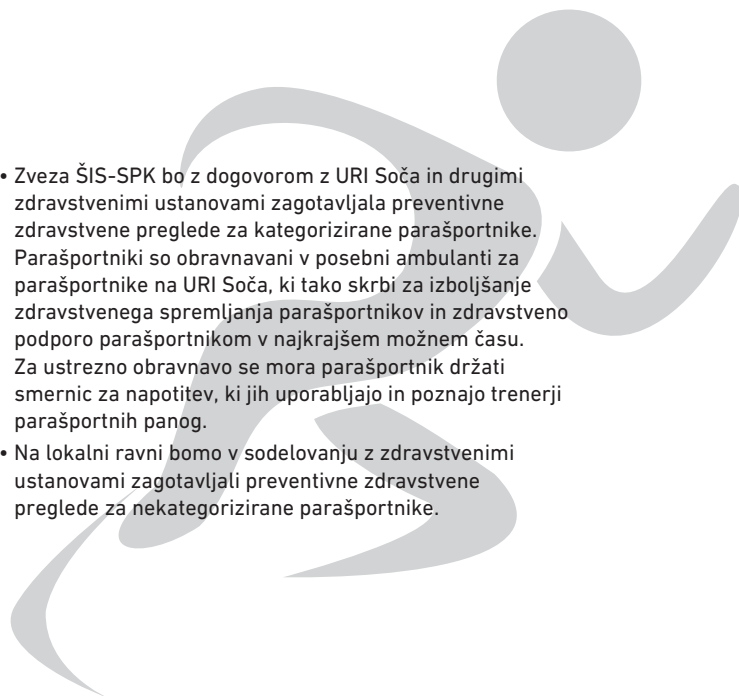 • Zveza ŠIS-SPK bo z dogovorom z URI Soča in drugimi
zdravstvenimi ustanovami zagotavljala preventivne
zdravstvene preglede za kategorizirane parašportnike.
Parašportniki so obravnavani v posebni ambulanti za
parašportnike na URI Soča, ki tako skrbi za izboljšanje
zdravstvenega spremljanja parašportnikov in zdravstveno
podporo parašportnikom v najkrajšem možnem času.
Za ustrezno obravnavo se mora parašportnik držati
smernic za napotitev, ki jih uporabljajo in poznajo trenerji
parašportnih panog.
• Na lokalni ravni bomo v sodelovanju z zdravstvenimi
ustanovami zagotavljali preventivne zdravstvene
preglede za nekategorizirane parašportnike.